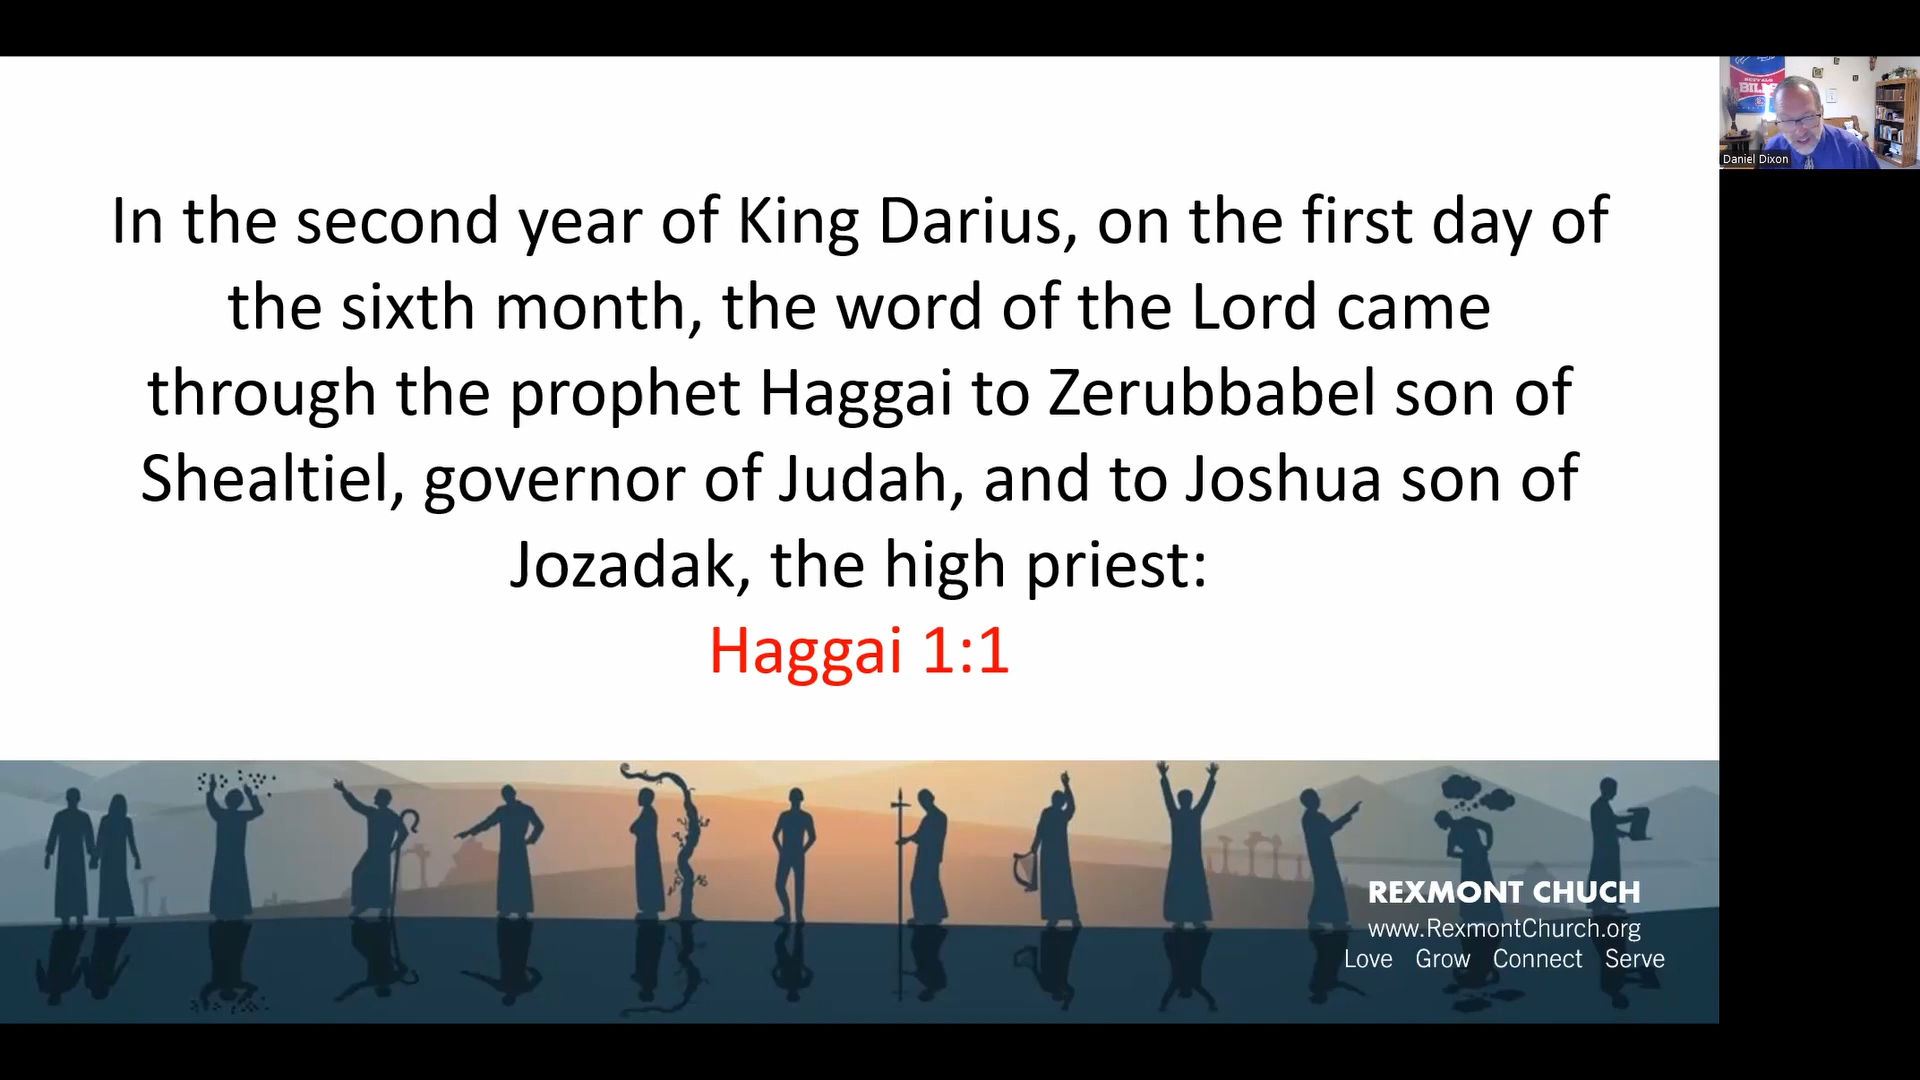 In the second year of King Darius, on the first day of
the sixth month, the word of the Lord came
through the prophet Haggai to Zerubbabel son of
Shealtiel, governor of Judah, and to Joshua son of
Jozadak, the high priest:
Haggai 1:1
REXMONT CHUCH
www.RexmontChurch.org
Love Grow Connect Serve
BUFFALO
BILLS
Daniel Dixon